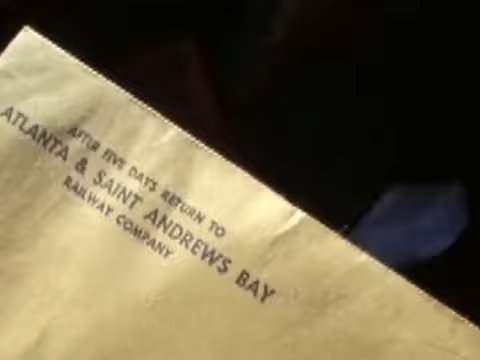 AFTER FIVE DAYS RETURN TO
ATLANTA & SAINT ANDREWS BAY
RAILWAY COMPANY